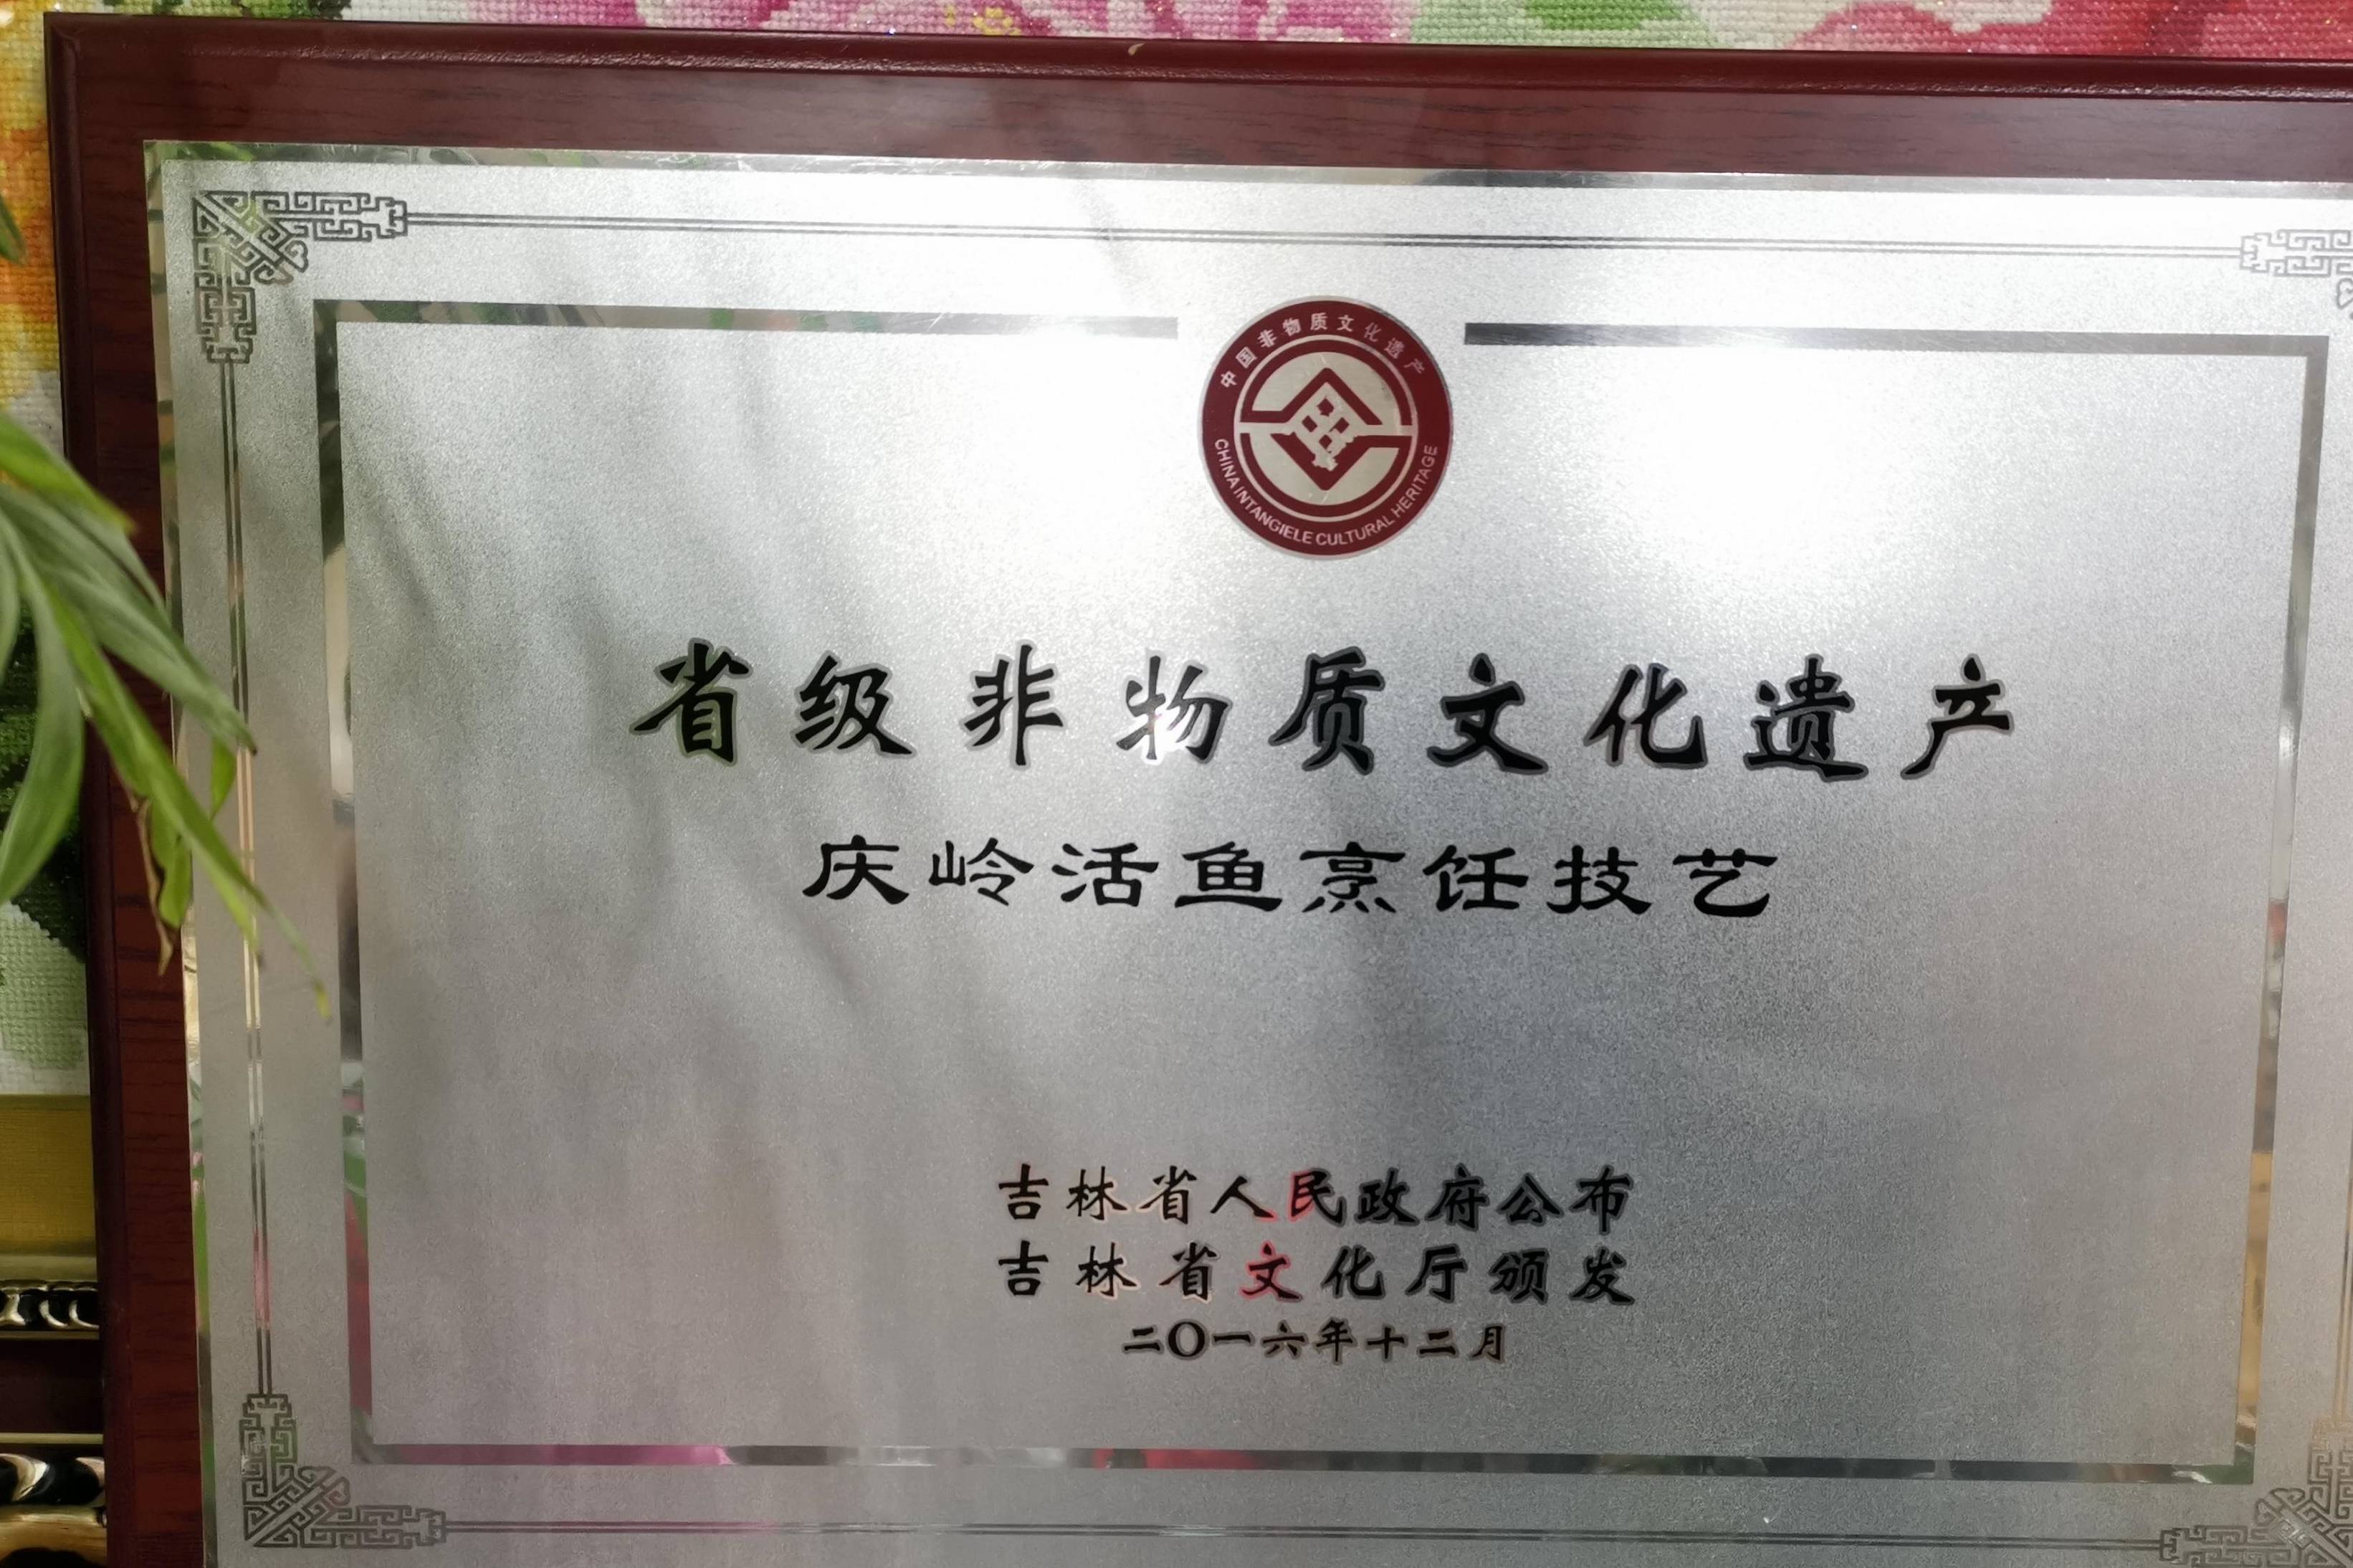 中国非物质文化遗产
CHINA INTANGIELE CULTURAL HERITAGE
省级非物质文化遗产
庆岭活鱼烹饪技艺
吉林省人民政府公布
吉林省文化厅颁发
二〇一六年十二月